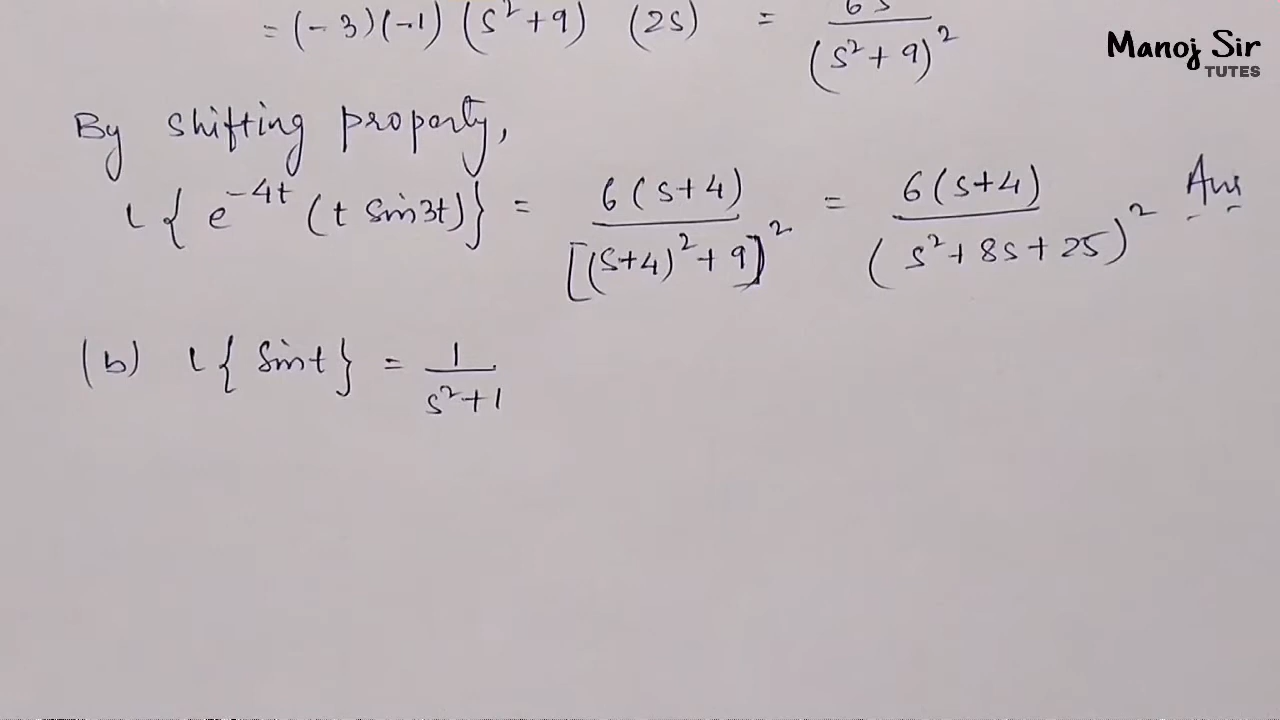 = (-3)(-1) (s²+9) (2s) = 6s/(s²+9)²
Manoj Sir
TUTES
By shifting property,
L{e^{-4t} (t sin3t)} = 6(s+4)/[(s+4)²+9]² = 6(s+4)/(s²+8s+25)² Ans
(b) L{sint} = 1/(s²+1)